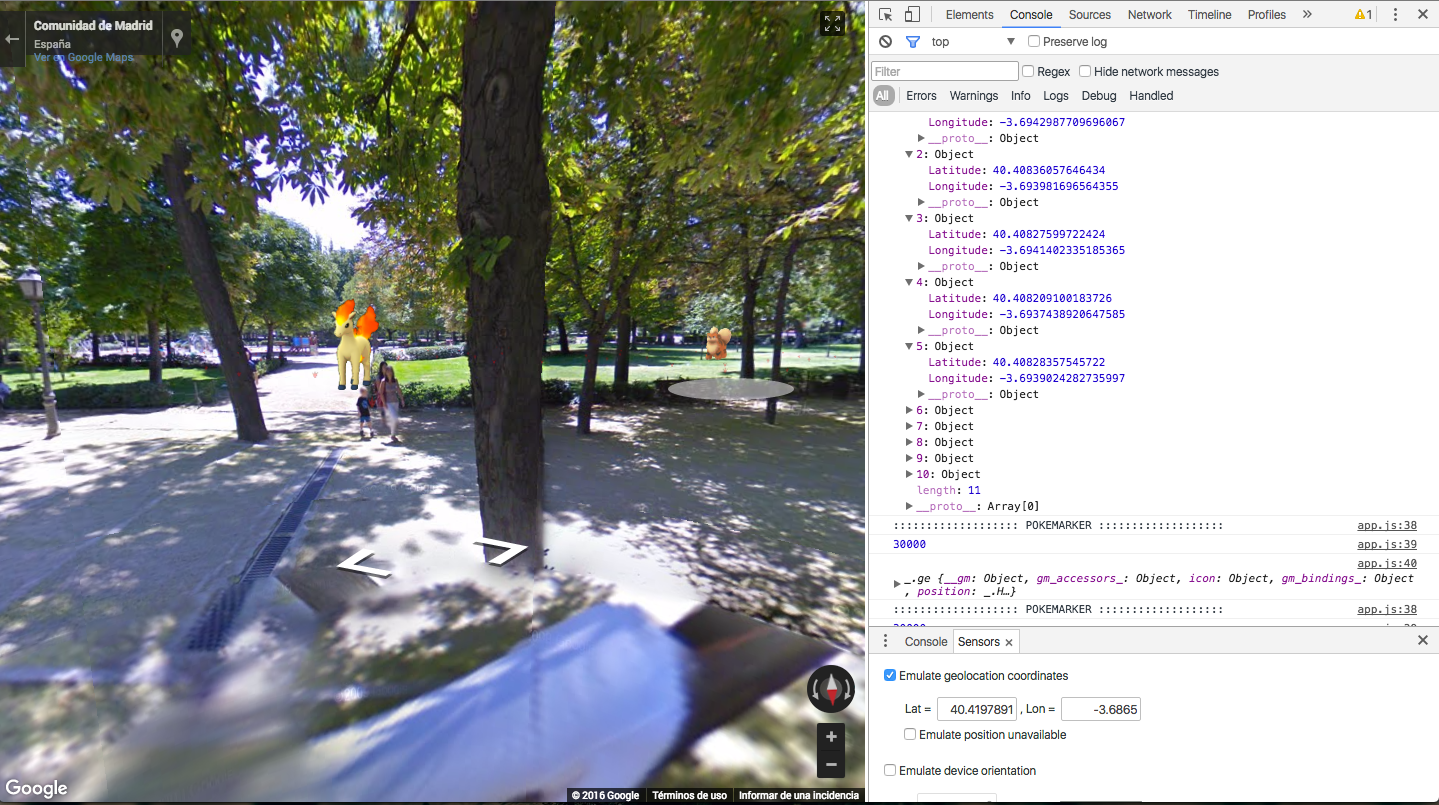 Comunidad de Madrid
España
Ver en Google Maps
Google
© 2016 Google Términos de uso Informar de una incidencia
Elements Console Sources Network Timeline Profiles » 1
top Preserve log
Filter Regex Hide network messages
All Errors Warnings Info Logs Debug Handled
Longitude: -3.6942987709696067
__proto__: Object
2: Object
Latitude: 40.40836057646434
Longitude: -3.693981696564355
__proto__: Object
3: Object
Latitude: 40.40827599722424
Longitude: -3.6941402335185365
__proto__: Object
4: Object
Latitude: 40.408209100183726
Longitude: -3.6937438920647585
__proto__: Object
5: Object
Latitude: 40.40828357545722
Longitude: -3.6939024282735997
__proto__: Object
6: Object
7: Object
8: Object
9: Object
10: Object
length: 11
__proto__: Array[0]
::::::::::::::::::: POKEMARKER ::::::::::::::::::: app.js:38
30000 app.js:39
app.js:40
_.ge {__gm: Object, gm_accessors_: Object, icon: Object, gm_bindings_: Object
, position: _.H…}
::::::::::::::::::: POKEMARKER ::::::::::::::::::: app.js:38
Console Sensors ×
Emulate geolocation coordinates
Lat = 40.4197891 , Lon = -3.6865
Emulate position unavailable
Emulate device orientation